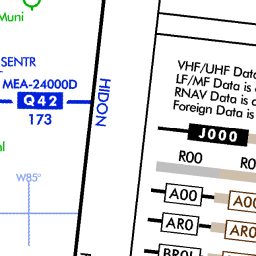 Muni
SENTR
MEA-24000D
Q42
173
W85°
HIDON
VHF/UHF Data
LF/MF Data is
RNAV Data is
Foreign Data is
J000
R00
A00
A00
AR0
AR0